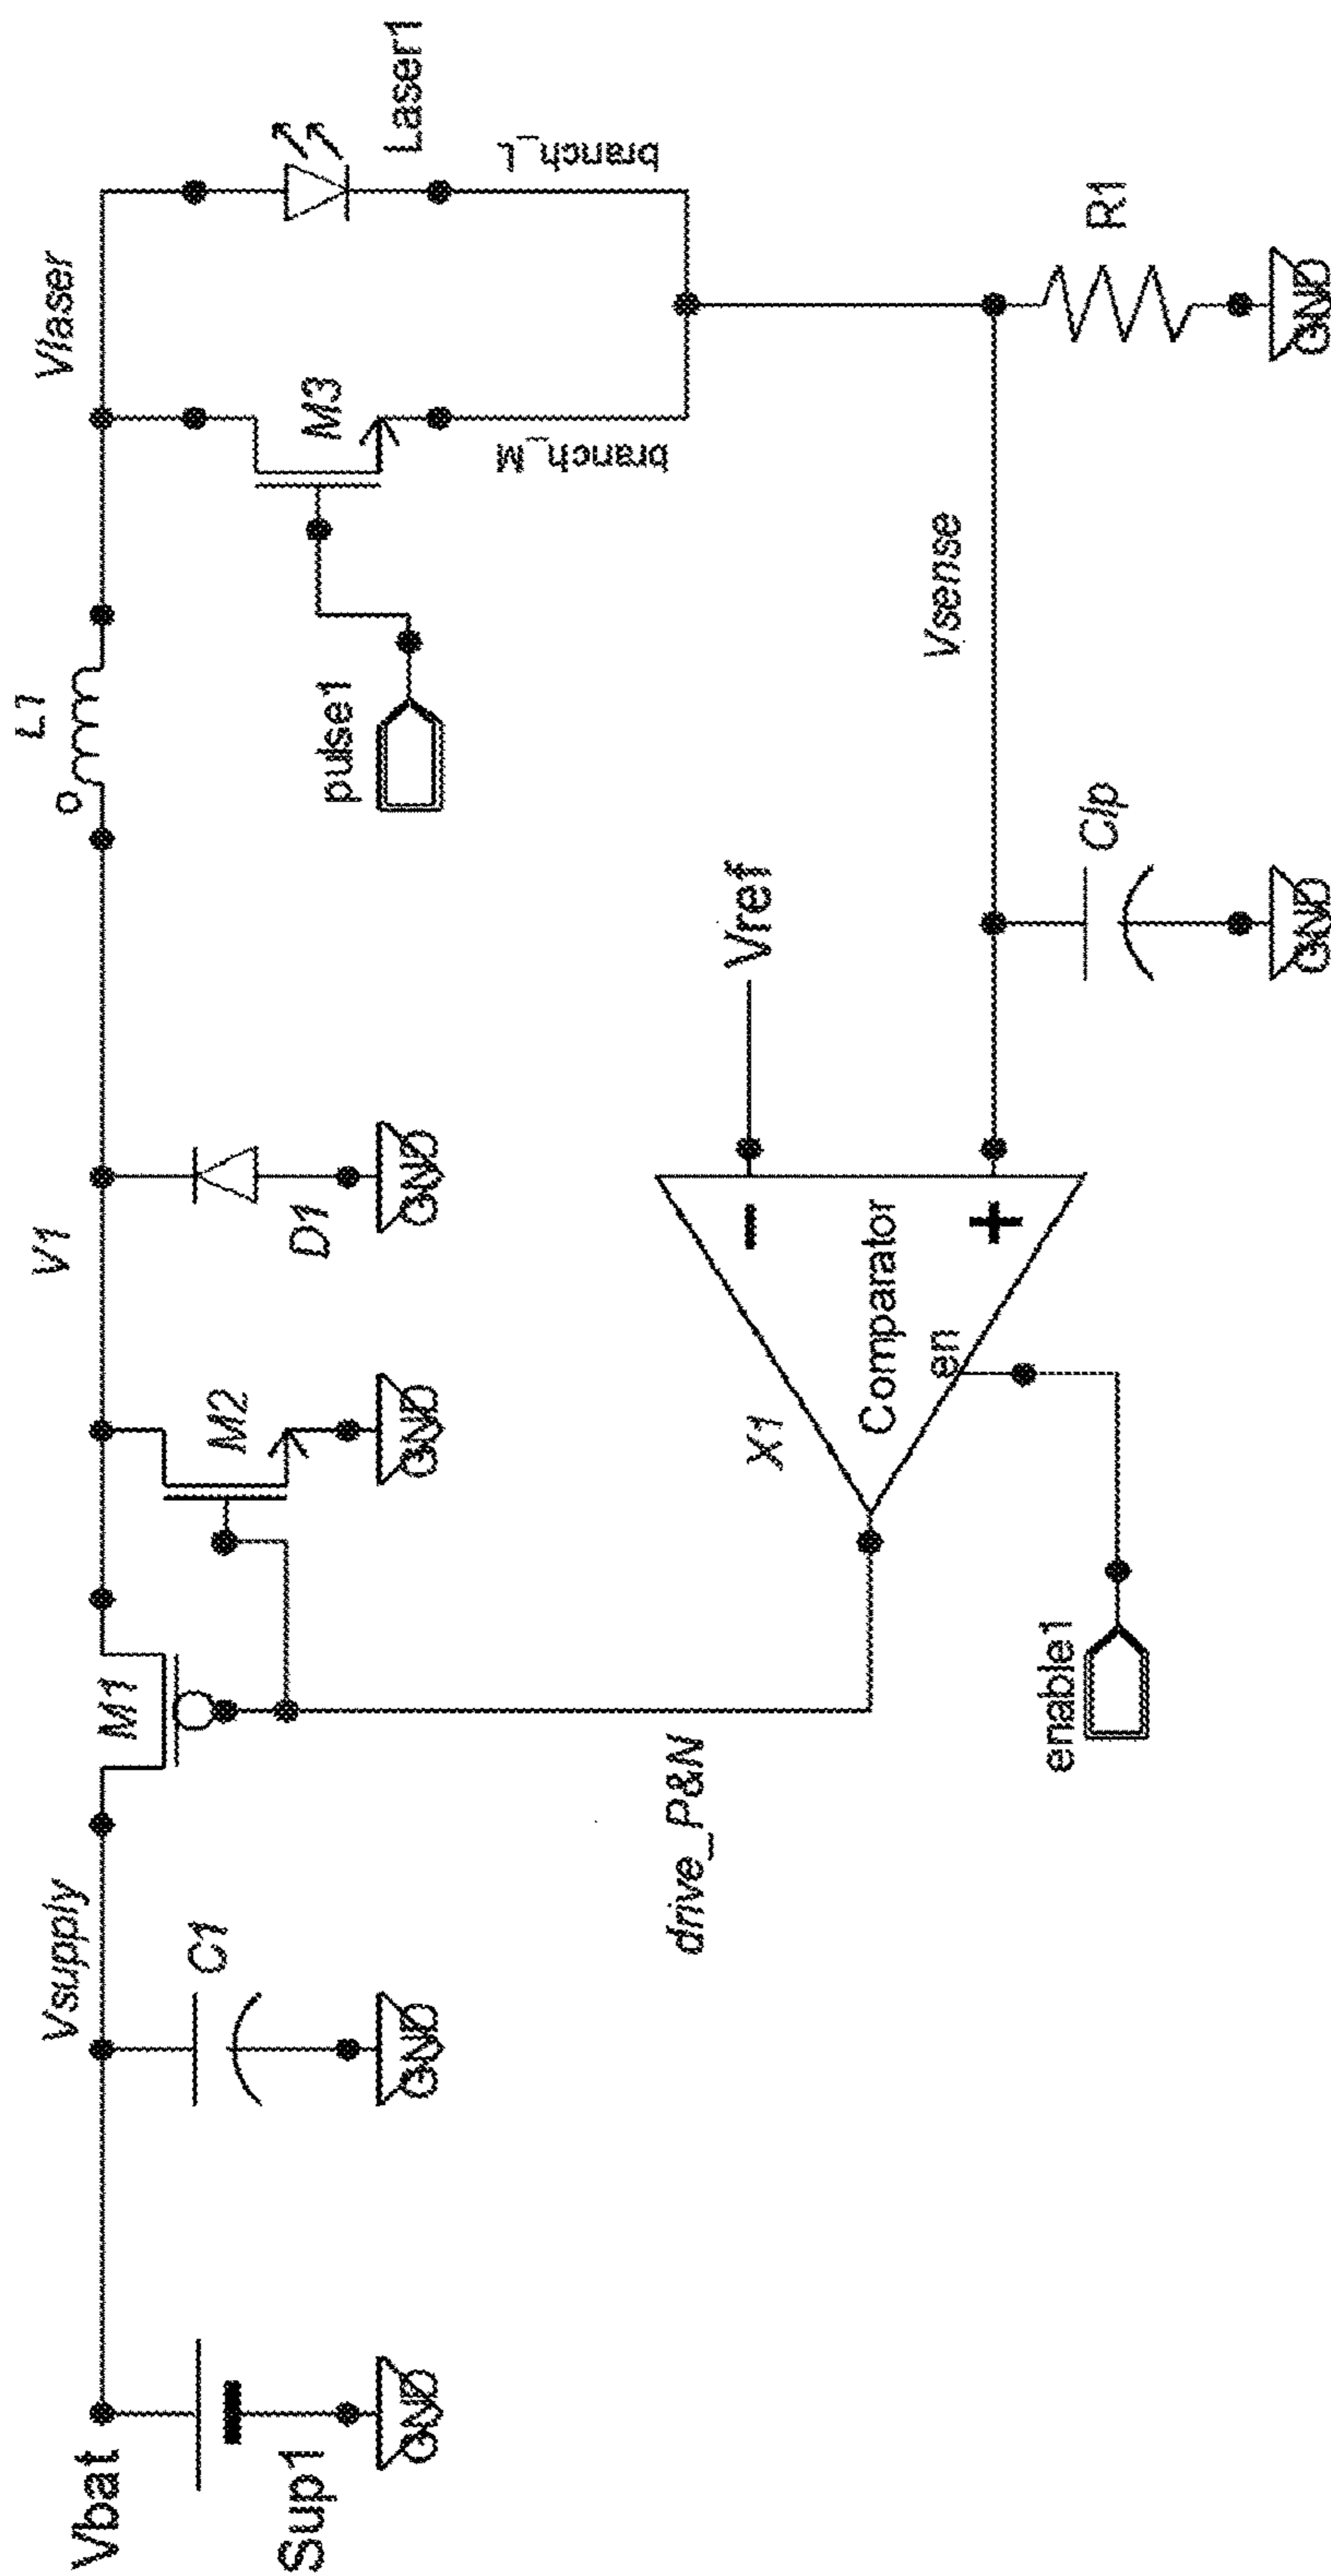 Vbat
Sup1
GND
Vsupply
C1
GND
M1
M2
GND
V1
D1
GND
L1
Vlaser
M3
pulse1
Laser1
branch_M
branch_L
drive_P&N
X1
Comparator
en
enable1
Vref
Vsense
Clp
GND
R1
GND